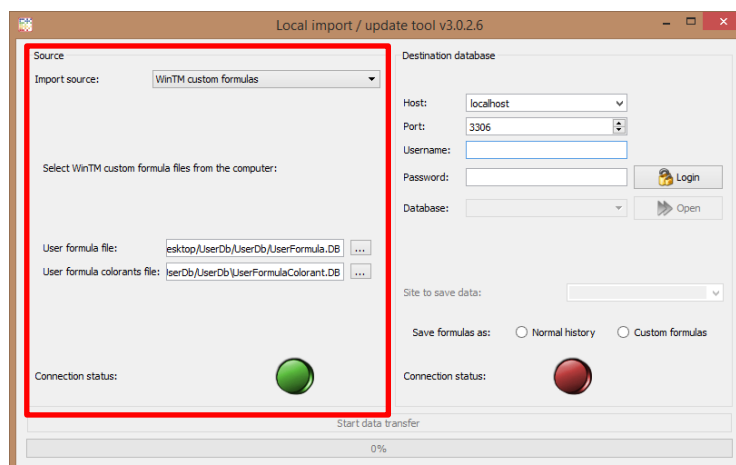 Local import / update tool v3.0.2.6
Source
Import source: WinTM custom formulas
Select WinTM custom formula files from the computer:
User formula file: esktop/UserDb/UserDb/UserFormula.DB ...
User formula colorants file: JserDb/UserDb\UserFormulaColorant.DB ...
Connection status:
Destination database
Host: localhost
Port: 3306
Username:
Password: Login
Database: Open
Site to save data:
Save formulas as: Normal history Custom formulas
Connection status:
Start data transfer
0%